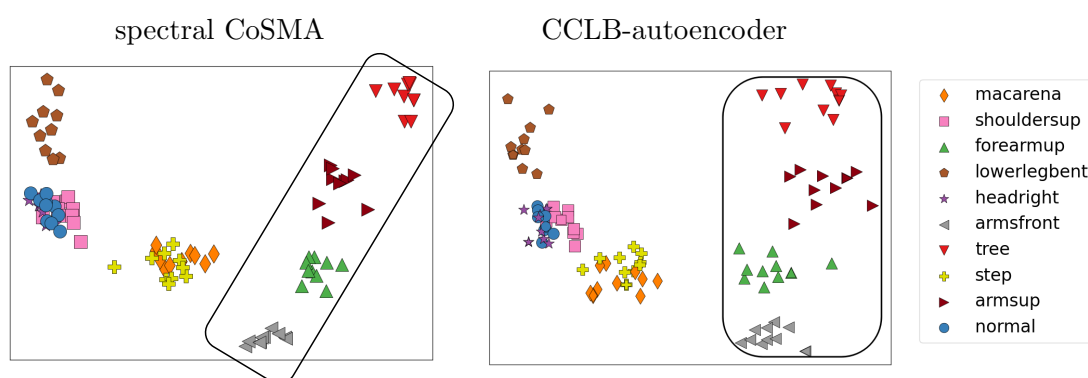 spectral CoSMA
CCLB-autoencoder
macarena
shouldersup
forearmup
lowerlegbent
headright
armsfront
tree
step
armsup
normal